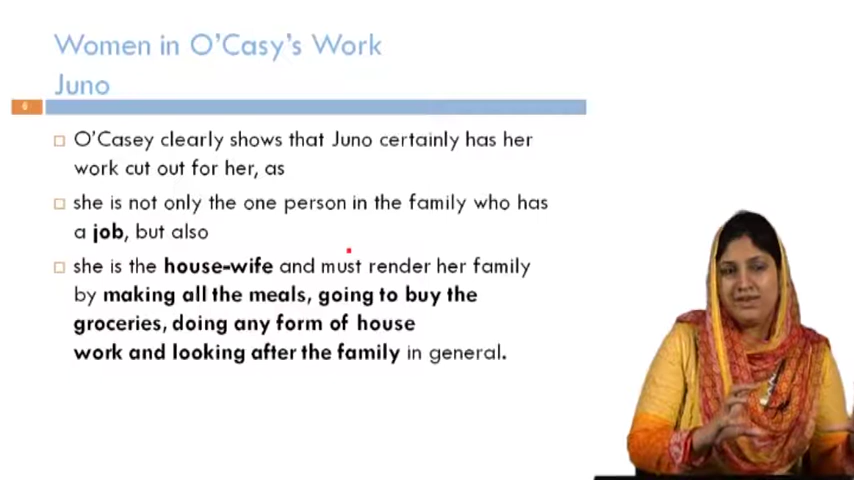 Women in O'Casy's Work
Juno
6
O'Casey clearly shows that Juno certainly has her
work cut out for her, as
she is not only the one person in the family who has
a job, but also
she is the house-wife and must render her family
by making all the meals, going to buy the
groceries, doing any form of house
work and looking after the family in general.